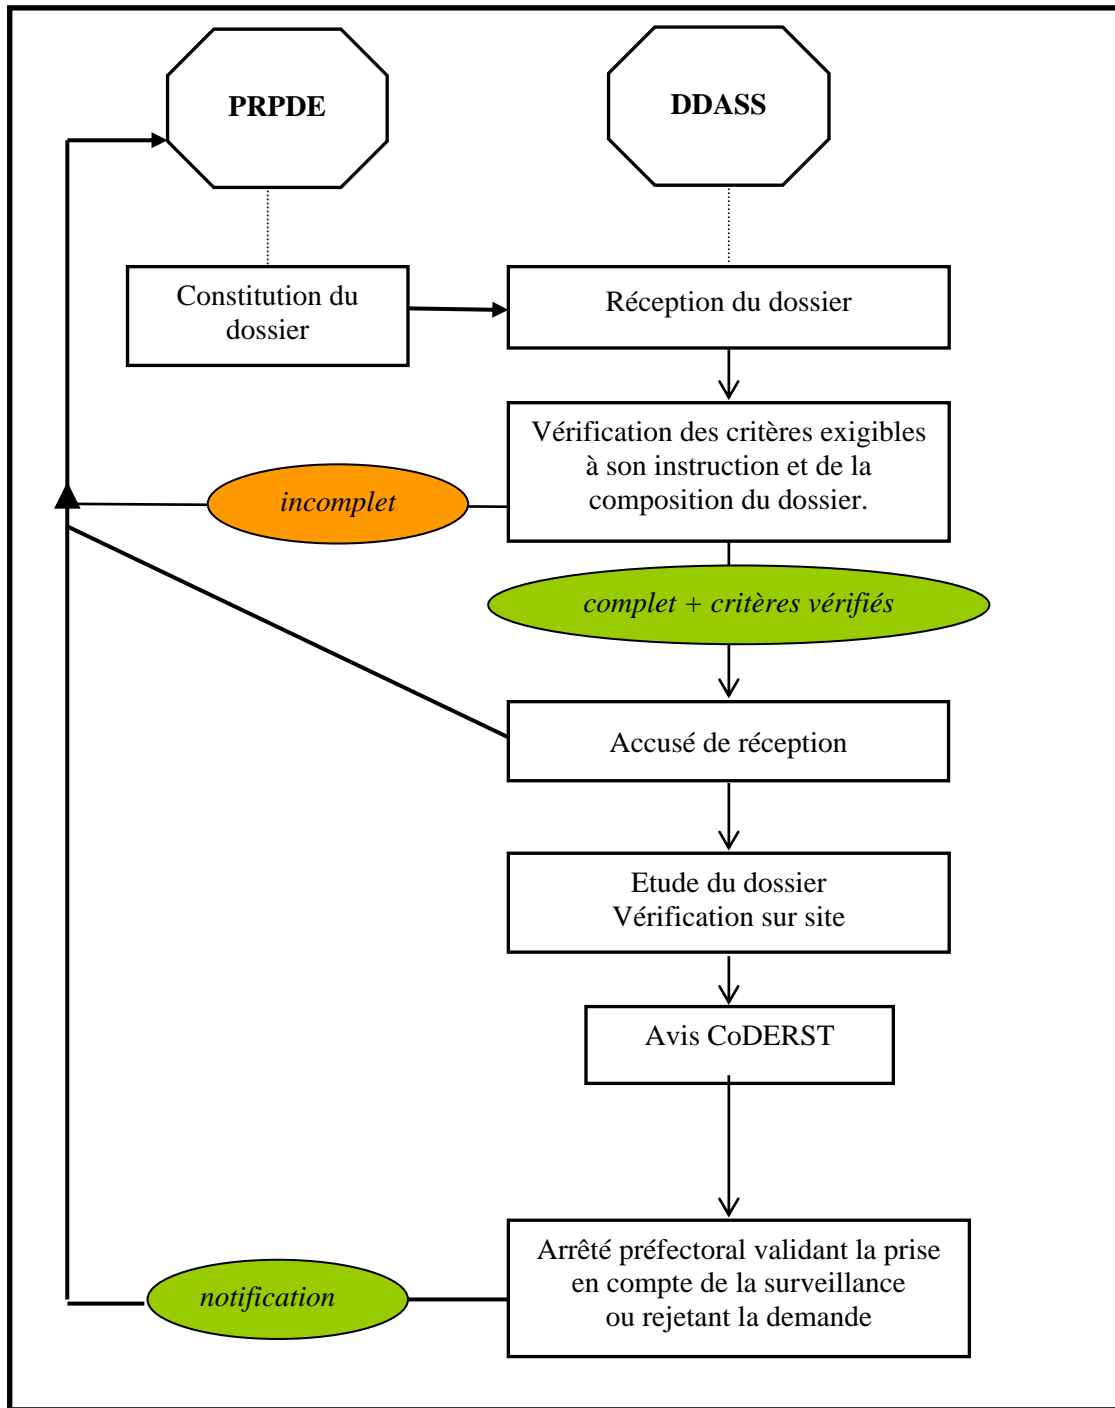 PRPDE
DDASS
Constitution du
dossier
Réception du dossier
Vérification des critères exigibles
à son instruction et de la
composition du dossier.
incomplet
complet + critères vérifiés
Accusé de réception
Etude du dossier
Vérification sur site
Avis CoDERST
Arrêté préfectoral validant la prise
en compte de la surveillance
ou rejetant la demande
notification